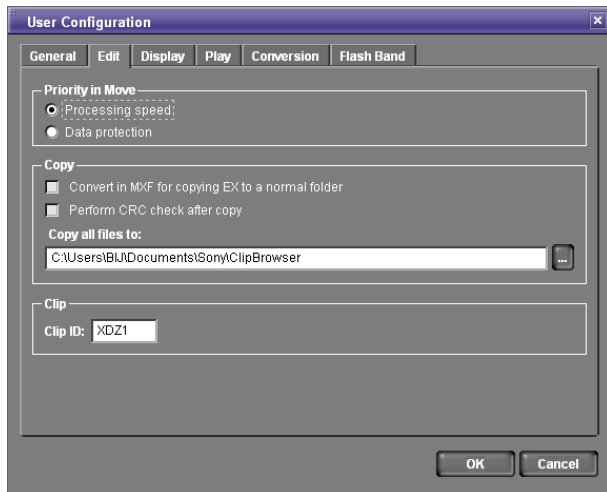 User Configuration
General Edit Display Play Conversion Flash Band
Priority in Move
Processing speed
Data protection
Copy
Convert in MXF for copying EX to a normal folder
Perform CRC check after copy
Copy all files to:
C:\Users\BIJ\Documents\Sony\ClipBrowser ...
Clip
Clip ID: XDZ1
OK Cancel